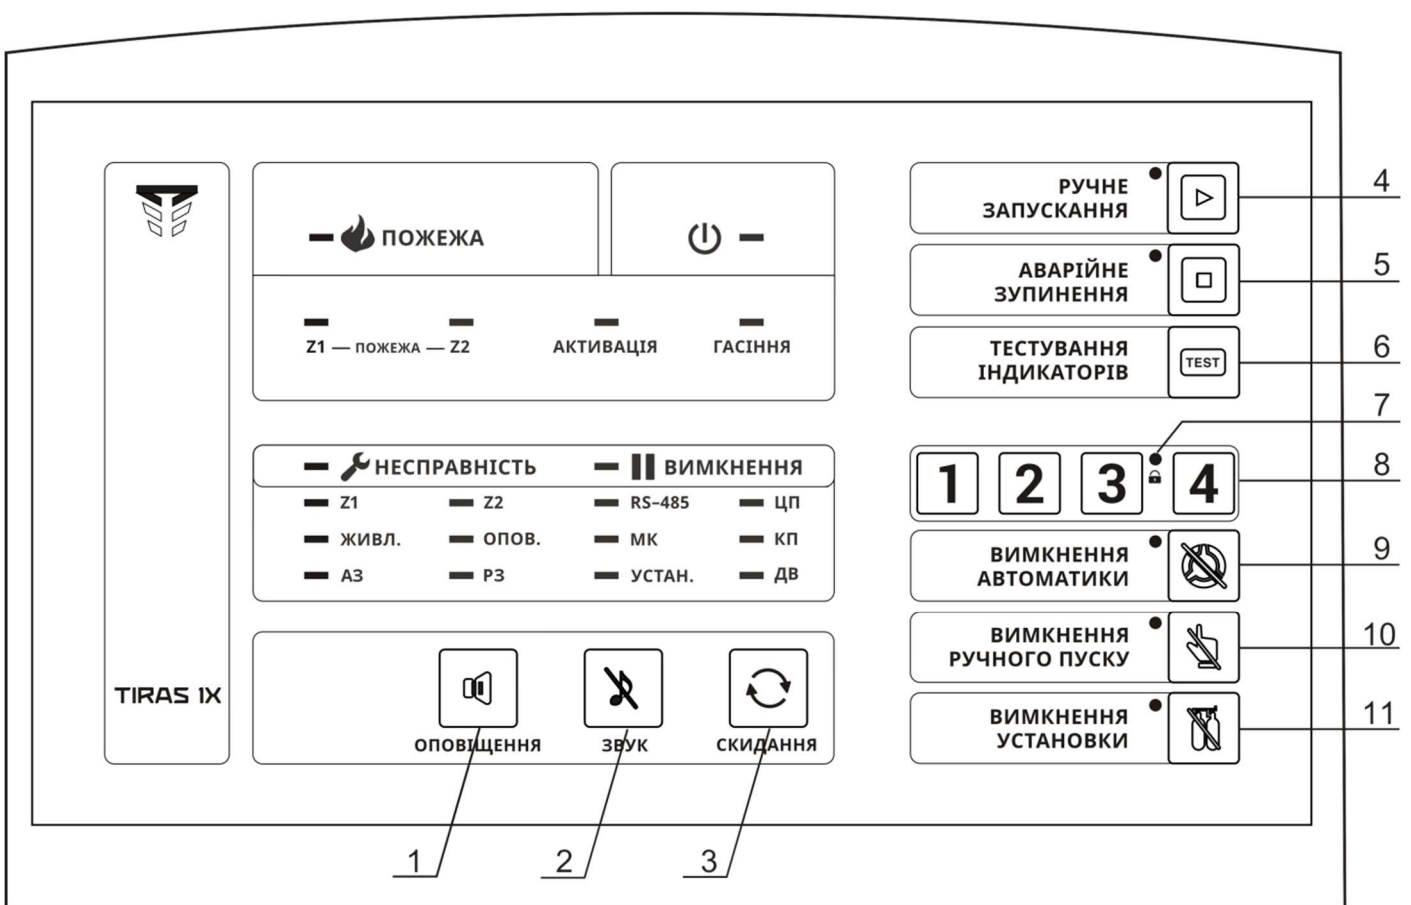 ПОЖЕЖА
Z1 — ПОЖЕЖА — Z2
АКТИВАЦІЯ
ГАСІННЯ
НЕСПРАВНІСТЬ
ВИМКНЕННЯ
Z1
Z2
RS-485
ЦП
ЖИВЛ.
ОПОВ.
МК
КП
АЗ
РЗ
УСТАН.
ДВ
TIRAS 1X
ОПОВІЩЕННЯ
ЗВУК
СКИДАННЯ
1
2
3
РУЧНЕ
ЗАПУСКАННЯ
4
АВАРІЙНЕ
ЗУПИНЕННЯ
5
ТЕСТУВАННЯ
ІНДИКАТОРІВ
TEST
6
7
1 2 3 4
8
ВИМКНЕННЯ
АВТОМАТИКИ
9
ВИМКНЕННЯ
РУЧНОГО ПУСКУ
10
ВИМКНЕННЯ
УСТАНОВКИ
11